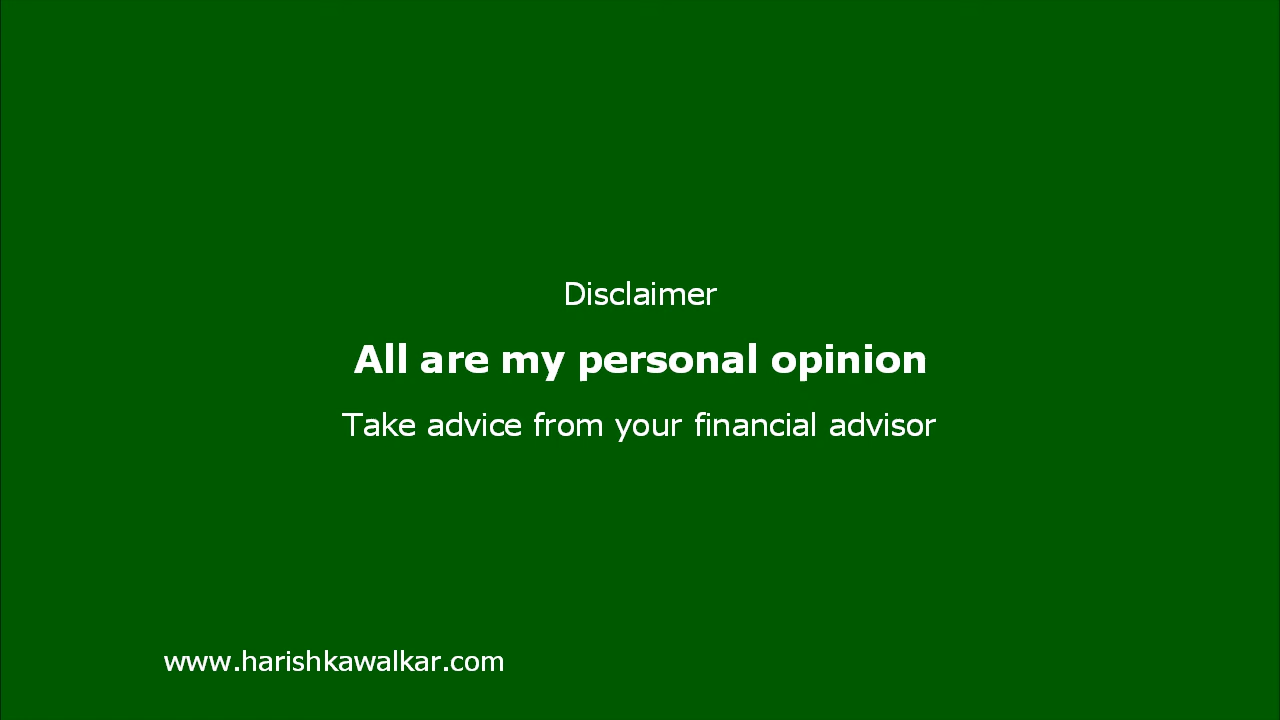 Disclaimer
All are my personal opinion
Take advice from your financial advisor
www.harishkawalkar.com